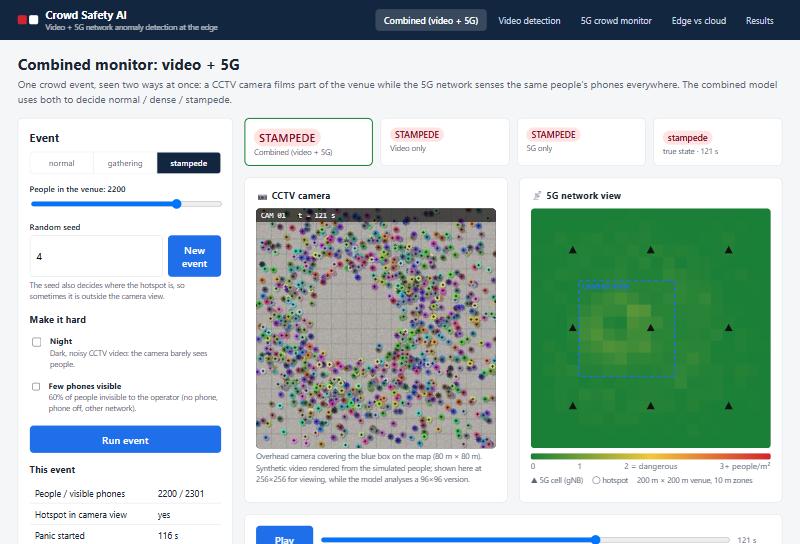 Crowd Safety AI
Video + 5G network anomaly detection at the edge
Combined (video + 5G)
Video detection
5G crowd monitor
Edge vs cloud
Results
Combined monitor: video + 5G
One crowd event, seen two ways at once: a CCTV camera films part of the venue while the 5G network senses the same people's phones everywhere. The combined model
uses both to decide normal / dense / stampede.
Event
normal
gathering
stampede
People in the venue: 2200
Random seed
4
New
event
The seed also decides where the hotspot is, so
sometimes it is outside the camera view.
Make it hard
Night
Dark, noisy CCTV video: the camera barely sees
people.
Few phones visible
60% of people invisible to the operator (no phone,
phone off, other network).
Run event
This event
People / visible phones 2200 / 2301
Hotspot in camera view yes
Panic started 116 s
STAMPEDE
Combined (video + 5G)
STAMPEDE
Video only
STAMPEDE
5G only
stampede
true state · 121 s
CCTV camera
CAM 01 t = 121 s
Overhead camera covering the blue box on the map (80 m × 80 m).
Synthetic video rendered from the simulated people; shown here at
256×256 for viewing, while the model analyses a 96×96 version.
5G network view
0 1 2 = dangerous 3+ people/m²
▲ 5G cell (gNB) ◯ hotspot 200 m × 200 m venue, 10 m zones
Play
121 s